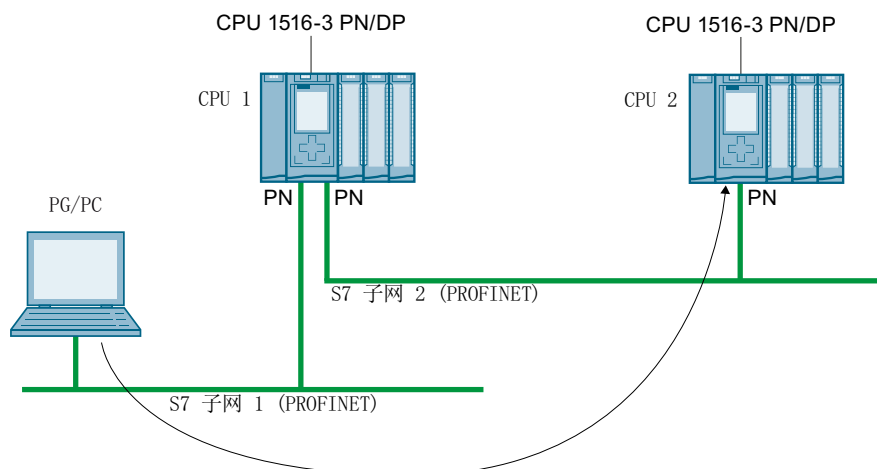 CPU 1516-3 PN/DP
CPU 1516-3 PN/DP
CPU 1
CPU 2
PN
PN
PN
PG/PC
S7 子网 2 (PROFINET)
S7 子网 1 (PROFINET)